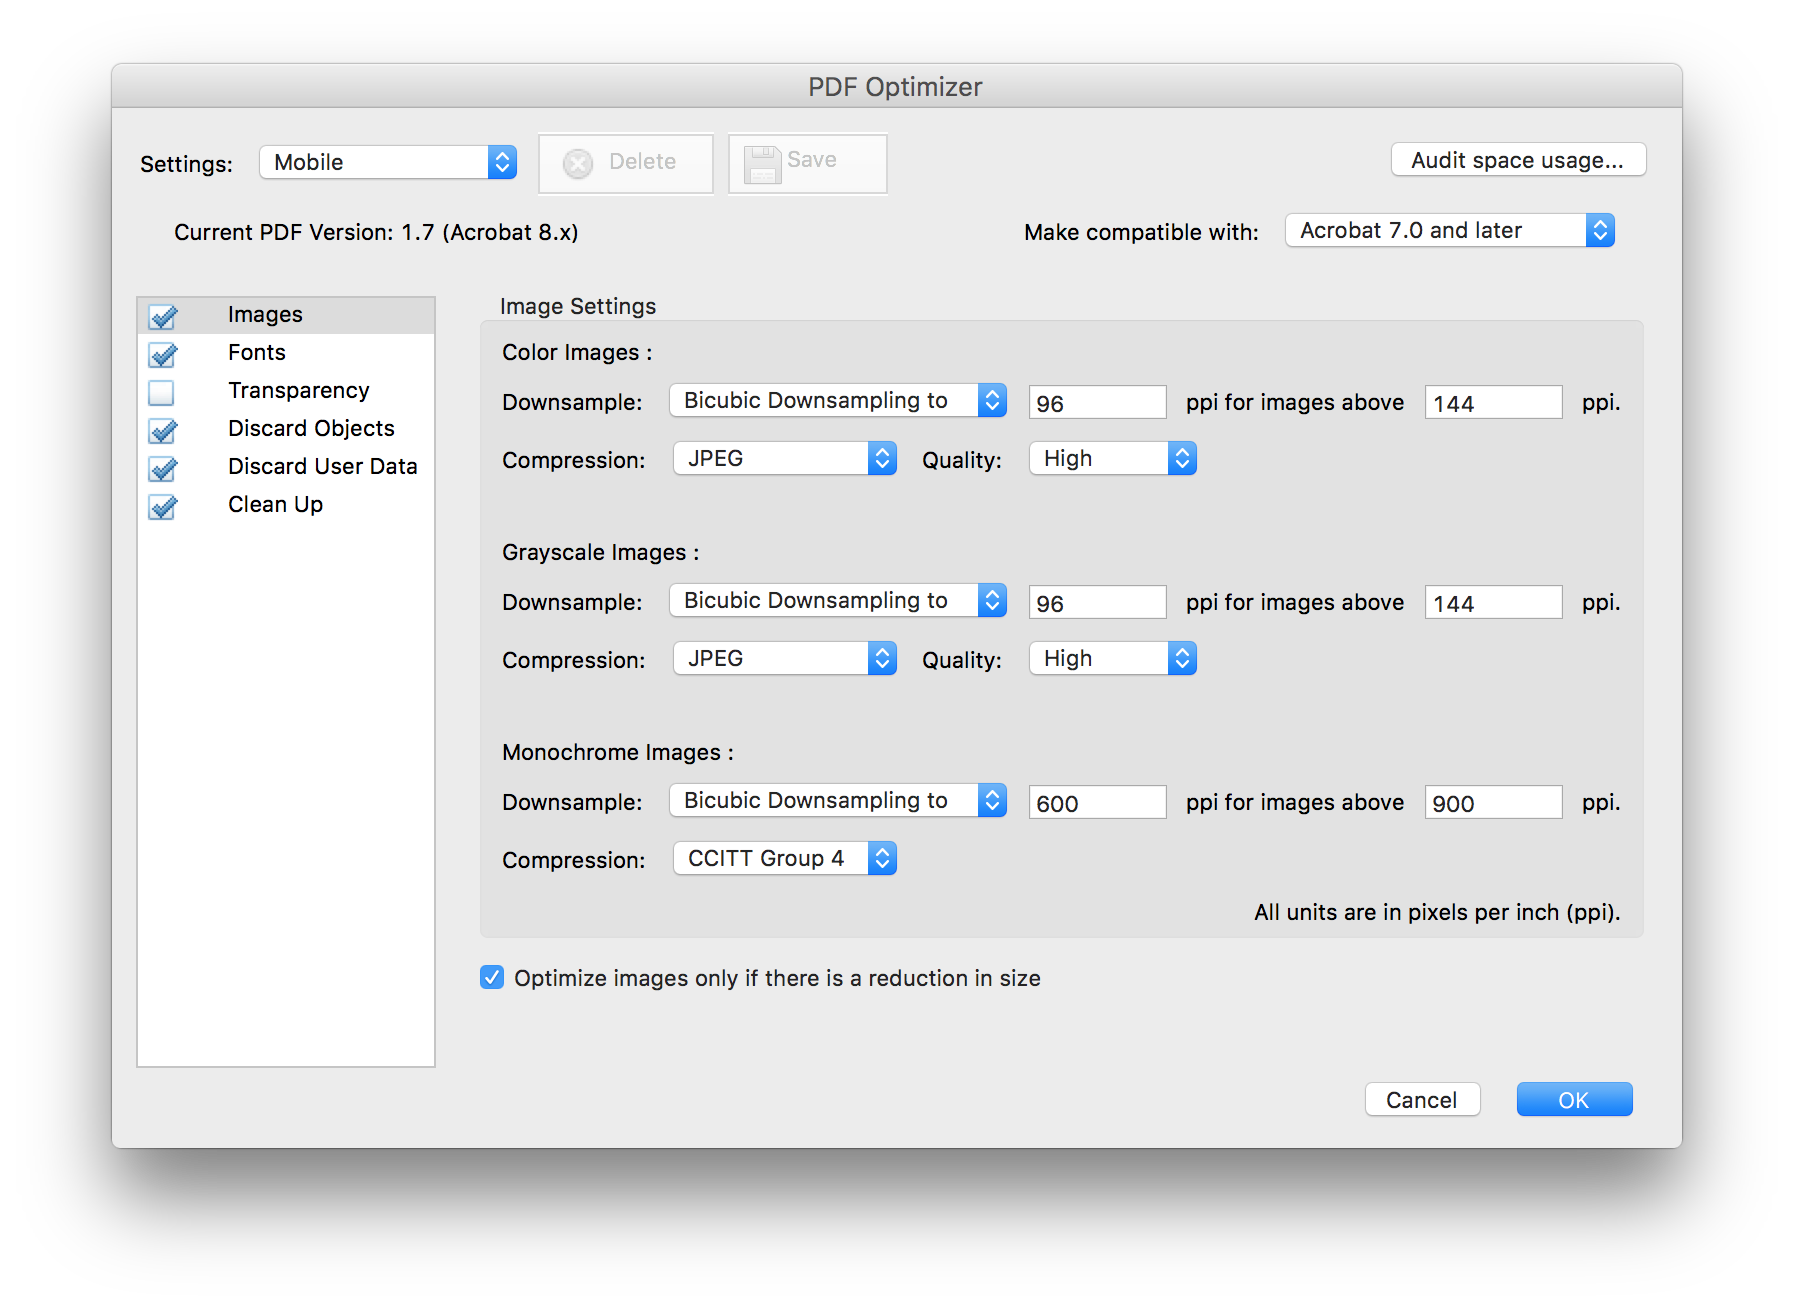 PDF Optimizer
Settings: Mobile Delete Save Audit space usage...
Current PDF Version: 1.7 (Acrobat 8.x) Make compatible with: Acrobat 7.0 and later
Images
Fonts
Transparency
Discard Objects
Discard User Data
Clean Up
Image Settings
Color Images :
Downsample: Bicubic Downsampling to 96 ppi for images above 144 ppi.
Compression: JPEG Quality: High
Grayscale Images :
Downsample: Bicubic Downsampling to 96 ppi for images above 144 ppi.
Compression: JPEG Quality: High
Monochrome Images :
Downsample: Bicubic Downsampling to 600 ppi for images above 900 ppi.
Compression: CCITT Group 4
All units are in pixels per inch (ppi).
Optimize images only if there is a reduction in size
Cancel OK